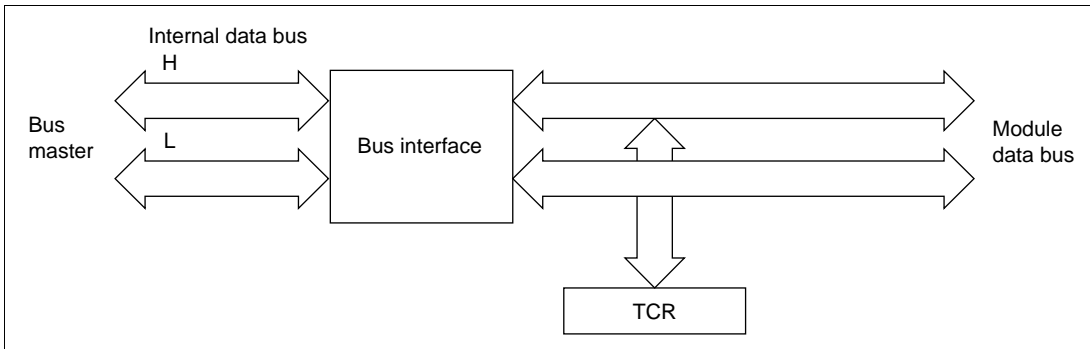 Internal data bus
H
Bus
master
L
Bus interface
Module
data bus
TCR